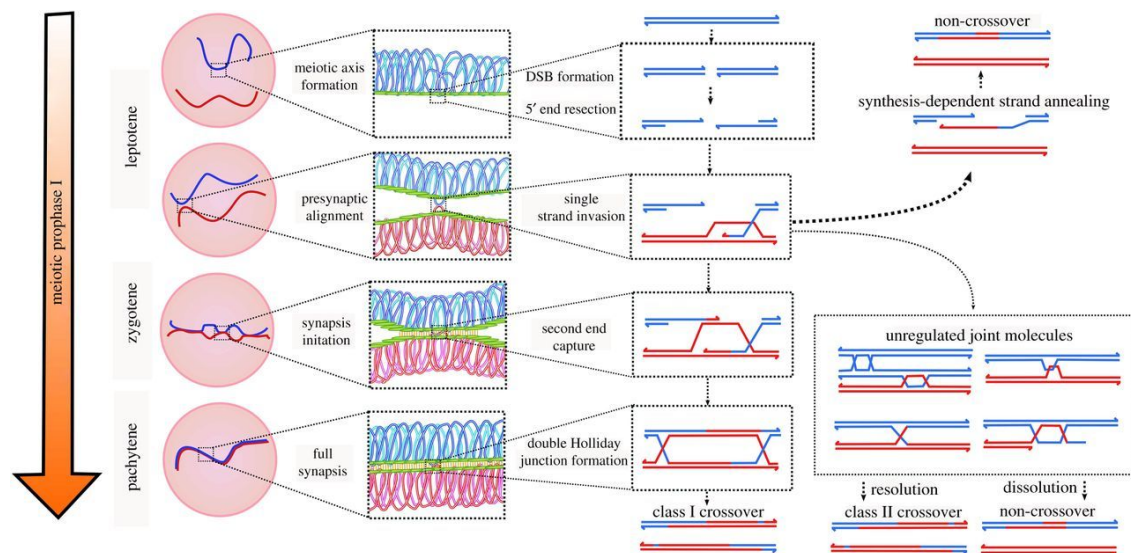 meiotic prophase I
leptotene
zygotene
pachytene
meiotic axis
formation
DSB formation
5′ end resection
non-crossover
synthesis-dependent strand annealing
presynaptic
alignment
single
strand invasion
synapsis
initation
second end
capture
unregulated joint molecules
full
synapsis
double Holliday
junction formation
resolution
dissolution
class I crossover
class II crossover
non-crossover